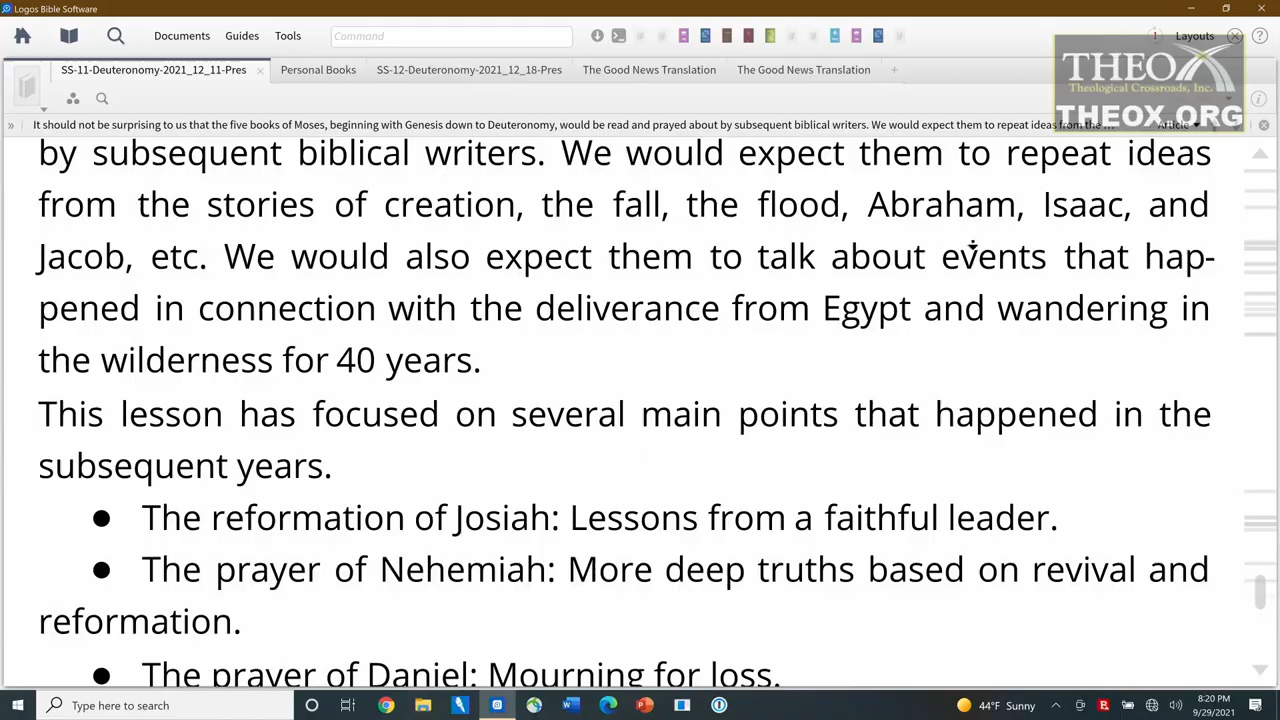 Logos Bible Software
Documents Guides Tools Command Layouts
SS-11-Deuteronomy-2021_12_11-Pres Personal Books SS-12-Deuteronomy-2021_12_18-Pres The Good News Translation The Good News Translation
THEOX
Theological Crossroads, Inc.
THEOX.ORG
» It should not be surprising to us that the five books of Moses, beginning with Genesis down to Deuteronomy, would be read and prayed about by subsequent biblical writers. We would expect them to repeat ideas from the ... Article
by subsequent biblical writers. We would expect them to repeat ideas
from the stories of creation, the fall, the flood, Abraham, Isaac, and
Jacob, etc. We would also expect them to talk about events that hap-
pened in connection with the deliverance from Egypt and wandering in
the wilderness for 40 years.
This lesson has focused on several main points that happened in the
subsequent years.
● The reformation of Josiah: Lessons from a faithful leader.
● The prayer of Nehemiah: More deep truths based on revival and
reformation.
● The prayer of Daniel: Mourning for loss.
Type here to search 44°F Sunny 8:20 PM
9/29/2021